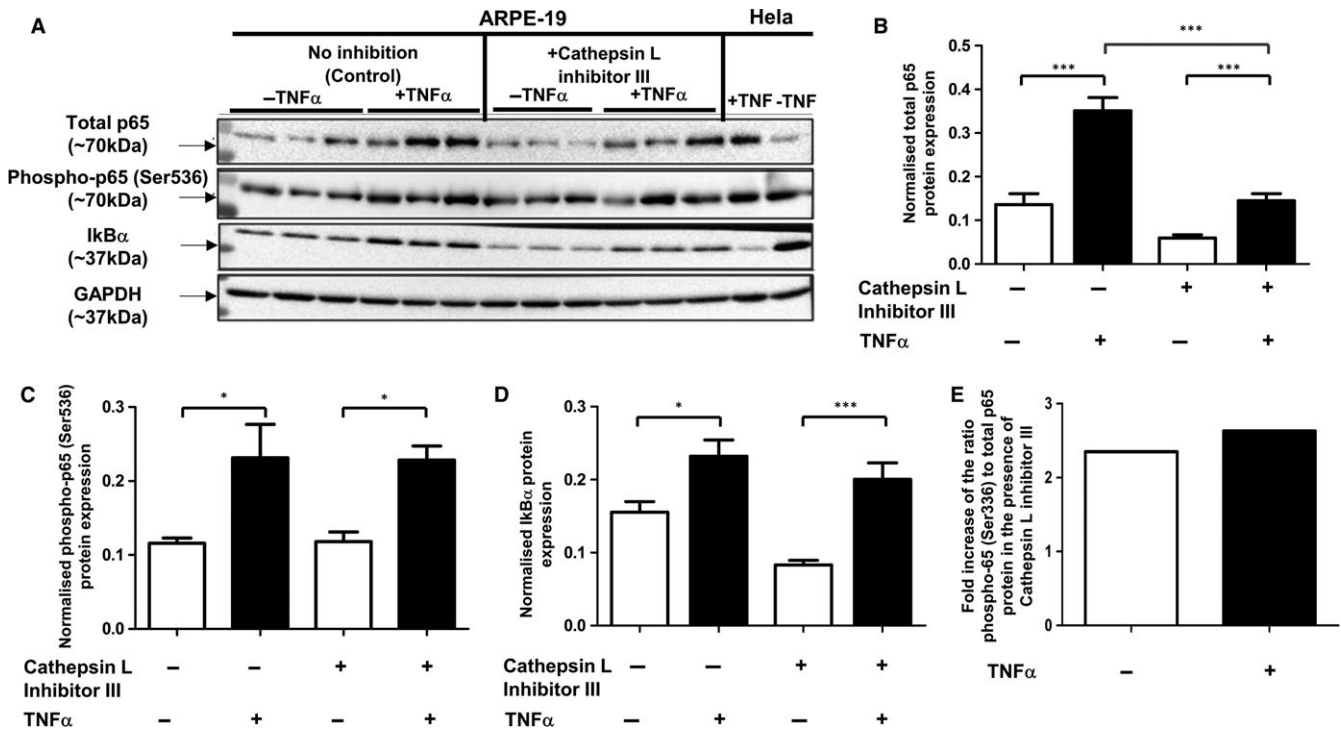 A
ARPE-19
Hela
No inhibition
(Control)
+Cathepsin L
inhibitor III
–TNFα
+TNFα
–TNFα
+TNFα
+TNF -TNF
Total p65
(~70kDa)
Phospho-p65 (Ser536)
(~70kDa)
IkBα
(~37kDa)
GAPDH
(~37kDa)
B
Normalised total p65
protein expression
0.5
0.4
0.3
0.2
0.1
0.0
***
***
***
Cathepsin L
Inhibitor III
– – + +
TNFα
– + – +
C
Normalised phospho-p65 (Ser536)
protein expression
0.3
0.2
0.1
0.0
*
*
Cathepsin L
Inhibitor III
– – + +
TNFα
– + – +
D
Normalised IkBα protein
expression
0.3
0.2
0.1
0.0
*
***
Cathepsin L
Inhibitor III
– – + +
TNFα
– + – +
E
Fold increase of the ratio
phospho-65 (Ser336) to total p65
protein in the presence of
Cathepsin L inhibitor III
3
2
1
0
TNFα
– +